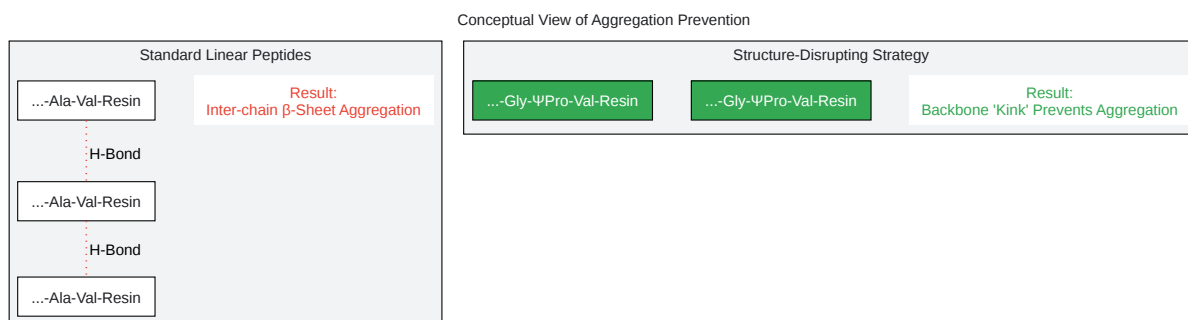 Conceptual View of Aggregation Prevention
Standard Linear Peptides
...-Ala-Val-Resin
Result:
Inter-chain β-Sheet Aggregation
H-Bond
...-Ala-Val-Resin
H-Bond
...-Ala-Val-Resin
Structure-Disrupting Strategy
...-Gly-ΨPro-Val-Resin
...-Gly-ΨPro-Val-Resin
Result:
Backbone 'Kink' Prevents Aggregation